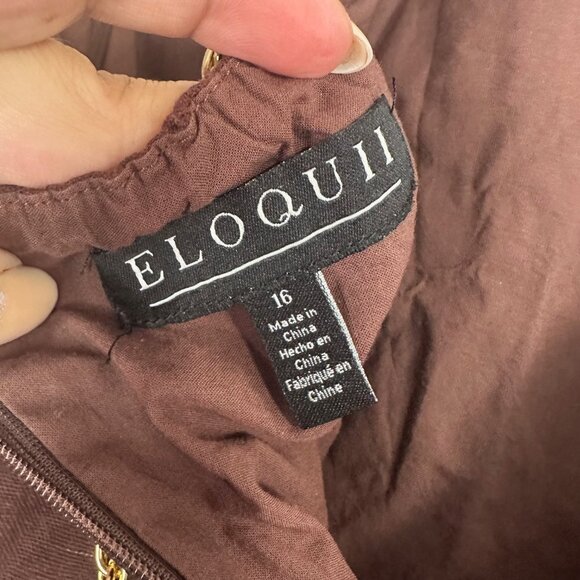 ELOQUII
16
Made in
China
Hecho en
China
Fabriqué en
Chine